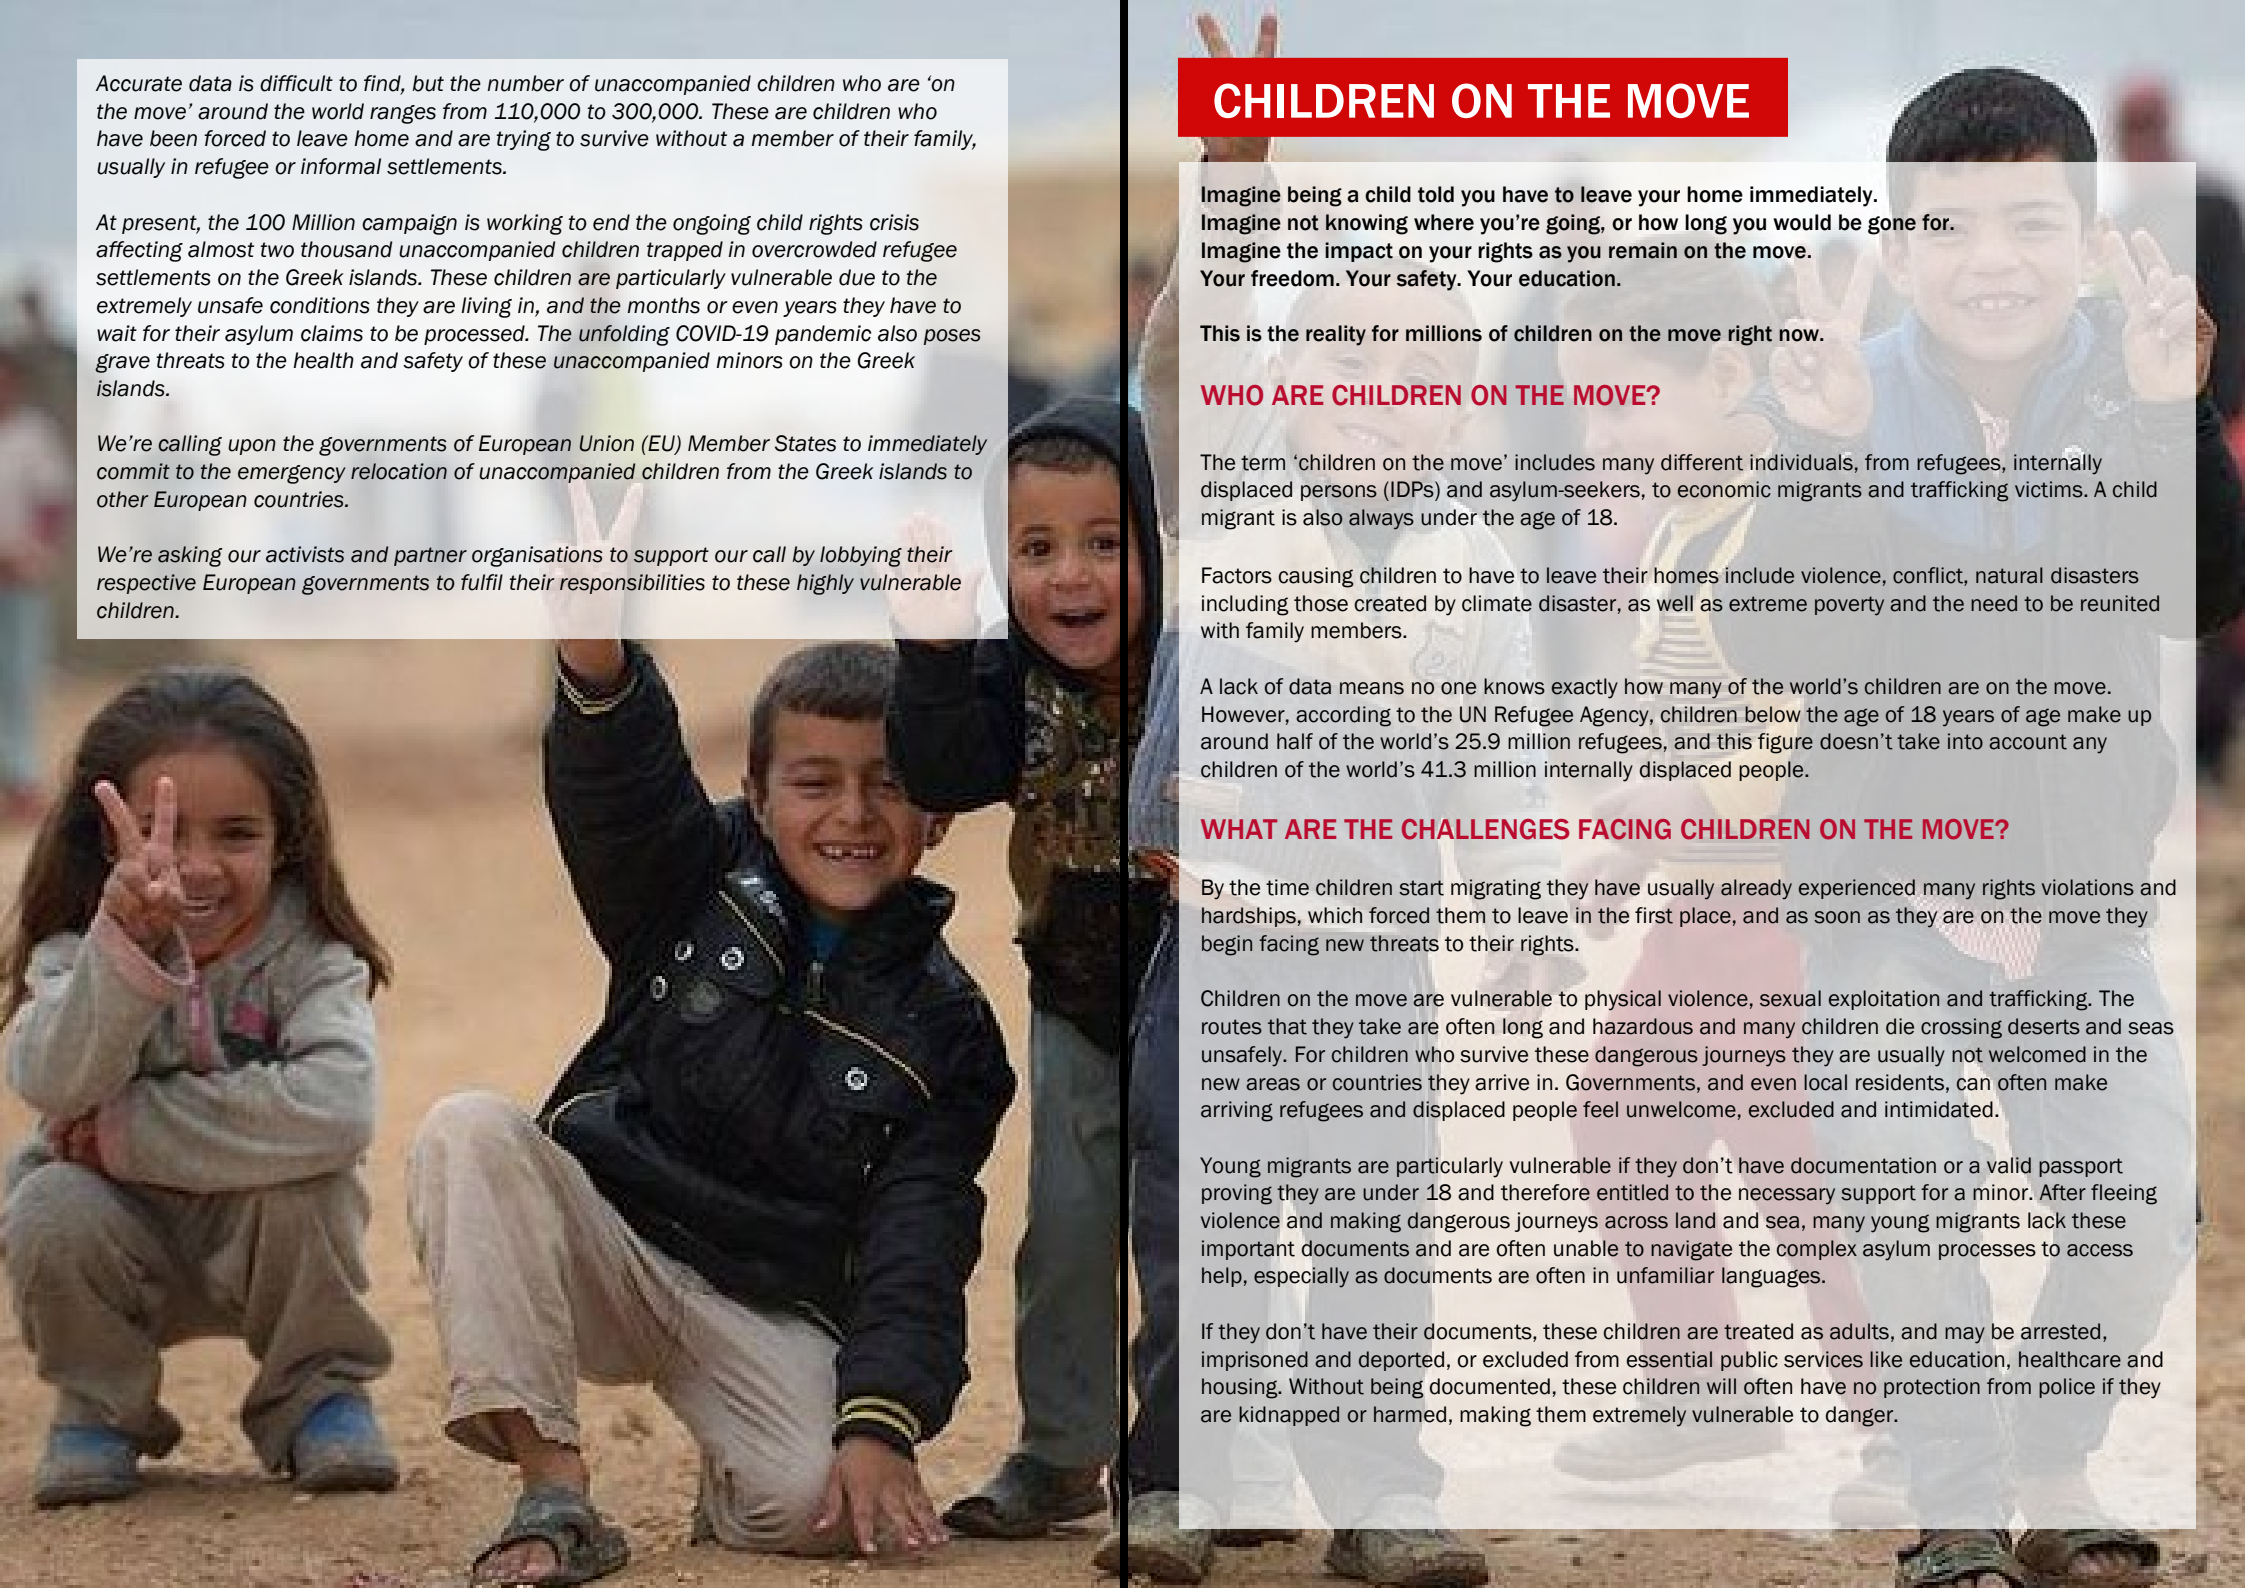 Accurate data is difficult to find, but the number of unaccompanied children who are ‘on
the move’ around the world ranges from 110,000 to 300,000. These are children who
have been forced to leave home and are trying to survive without a member of their family,
usually in refugee or informal settlements.
At present, the 100 Million campaign is working to end the ongoing child rights crisis
affecting almost two thousand unaccompanied children trapped in overcrowded refugee
settlements on the Greek islands. These children are particularly vulnerable due to the
extremely unsafe conditions they are living in, and the months or even years they have to
wait for their asylum claims to be processed. The unfolding COVID-19 pandemic also poses
grave threats to the health and safety of these unaccompanied minors on the Greek
islands.
We’re calling upon the governments of European Union (EU) Member States to immediately
commit to the emergency relocation of unaccompanied children from the Greek islands to
other European countries.
We’re asking our activists and partner organisations to support our call by lobbying their
respective European governments to fulfil their responsibilities to these highly vulnerable
children.
CHILDREN ON THE MOVE
Imagine being a child told you have to leave your home immediately.
Imagine not knowing where you’re going, or how long you would be gone for.
Imagine the impact on your rights as you remain on the move.
Your freedom. Your safety. Your education.
This is the reality for millions of children on the move right now.
WHO ARE CHILDREN ON THE MOVE?
The term ‘children on the move’ includes many different individuals, from refugees, internally
displaced persons (IDPs) and asylum-seekers, to economic migrants and trafficking victims. A child
migrant is also always under the age of 18.
Factors causing children to have to leave their homes include violence, conflict, natural disasters
including those created by climate disaster, as well as extreme poverty and the need to be reunited
with family members.
A lack of data means no one knows exactly how many of the world’s children are on the move.
However, according to the UN Refugee Agency, children below the age of 18 years of age make up
around half of the world’s 25.9 million refugees, and this figure doesn’t take into account any
children of the world’s 41.3 million internally displaced people.
WHAT ARE THE CHALLENGES FACING CHILDREN ON THE MOVE?
By the time children start migrating they have usually already experienced many rights violations and
hardships, which forced them to leave in the first place, and as soon as they are on the move they
begin facing new threats to their rights.
Children on the move are vulnerable to physical violence, sexual exploitation and trafficking. The
routes that they take are often long and hazardous and many children die crossing deserts and seas
unsafely. For children who survive these dangerous journeys they are usually not welcomed in the
new areas or countries they arrive in. Governments, and even local residents, can often make
arriving refugees and displaced people feel unwelcome, excluded and intimidated.
Young migrants are particularly vulnerable if they don’t have documentation or a valid passport
proving they are under 18 and therefore entitled to the necessary support for a minor. After fleeing
violence and making dangerous journeys across land and sea, many young migrants lack these
important documents and are often unable to navigate the complex asylum processes to access
help, especially as documents are often in unfamiliar languages.
If they don’t have their documents, these children are treated as adults, and may be arrested,
imprisoned and deported, or excluded from essential public services like education, healthcare and
housing. Without being documented, these children will often have no protection from police if they
are kidnapped or harmed, making them extremely vulnerable to danger.